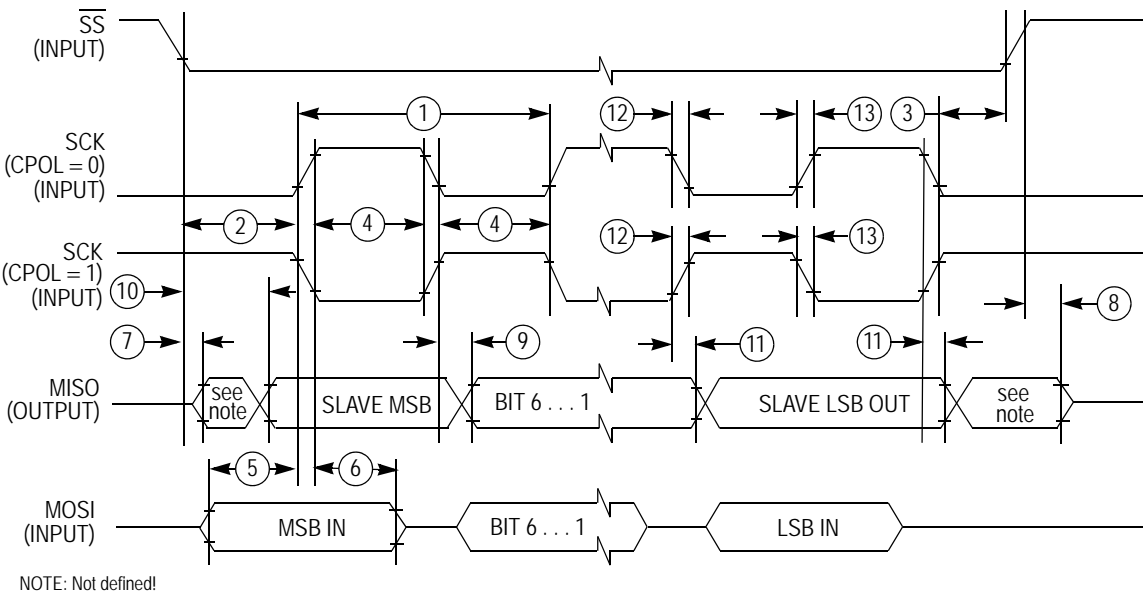 SS
(INPUT)
1
12
13
3
SCK
(CPOL = 0)
(INPUT)
2
4
4
12
13
SCK
(CPOL = 1)
(INPUT)
10
8
7
9
11
11
MISO
(OUTPUT)
see
note
SLAVE MSB
BIT 6 . . . 1
SLAVE LSB OUT
see
note
5
6
MOSI
(INPUT)
MSB IN
BIT 6 . . . 1
LSB IN
NOTE: Not defined!